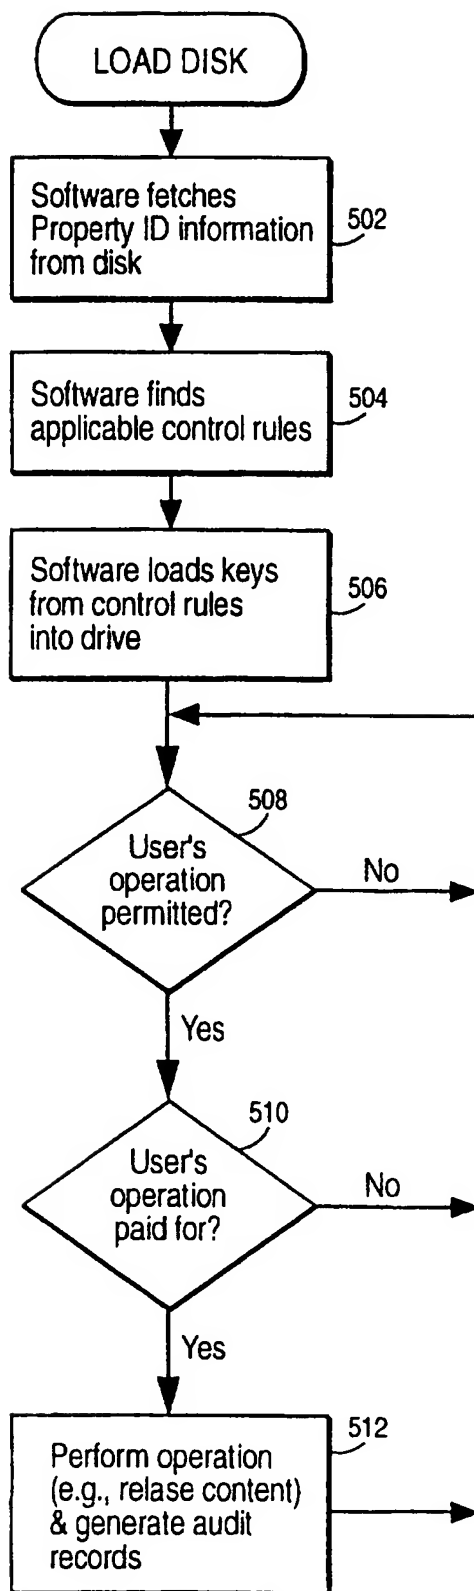 LOAD DISK
Software fetches
Property ID information
from disk
502
Software finds
applicable control rules
504
Software loads keys
from control rules
into drive
506
508
User's
operation
permitted?
No
Yes
510
User's
operation
paid for?
No
Yes
512
Perform operation
(e.g., relase content)
& generate audit
records